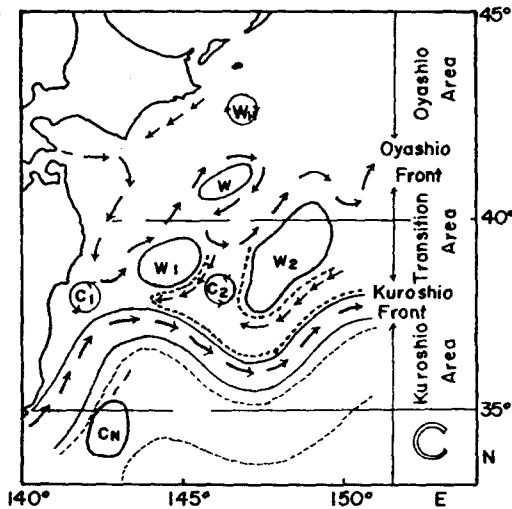 45°
Oyashio
Area
Oyashio
Front
40°
Transition
Area
Kuroshio
Front
Kuroshio
Area
35°
N
140°
145°
150°
E
W
W1
W2
C1
C2
CN
C